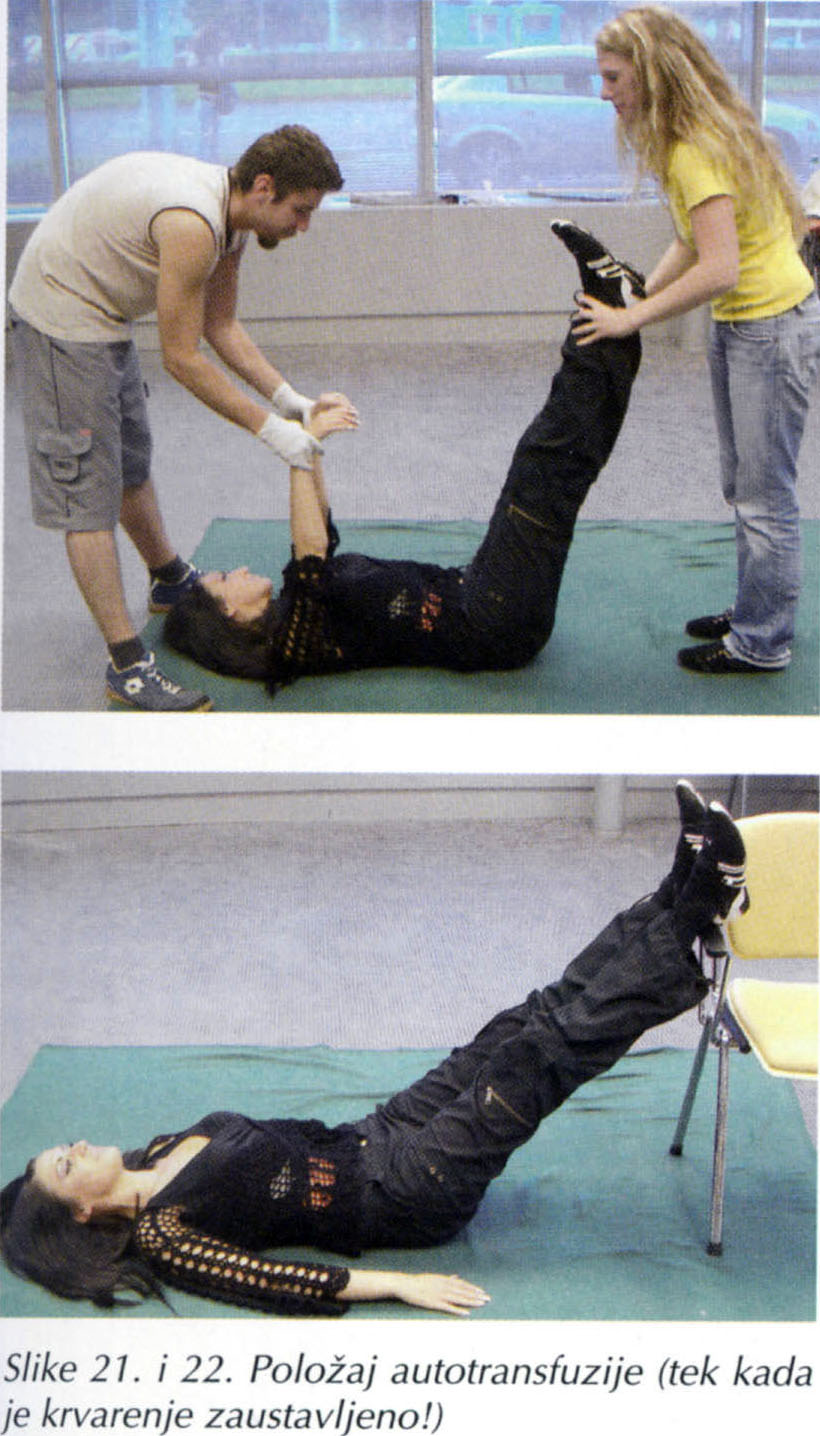 Slike 21. i 22. Položaj autotransfuzije (tek kada
je krvarenje zaustavljeno!)